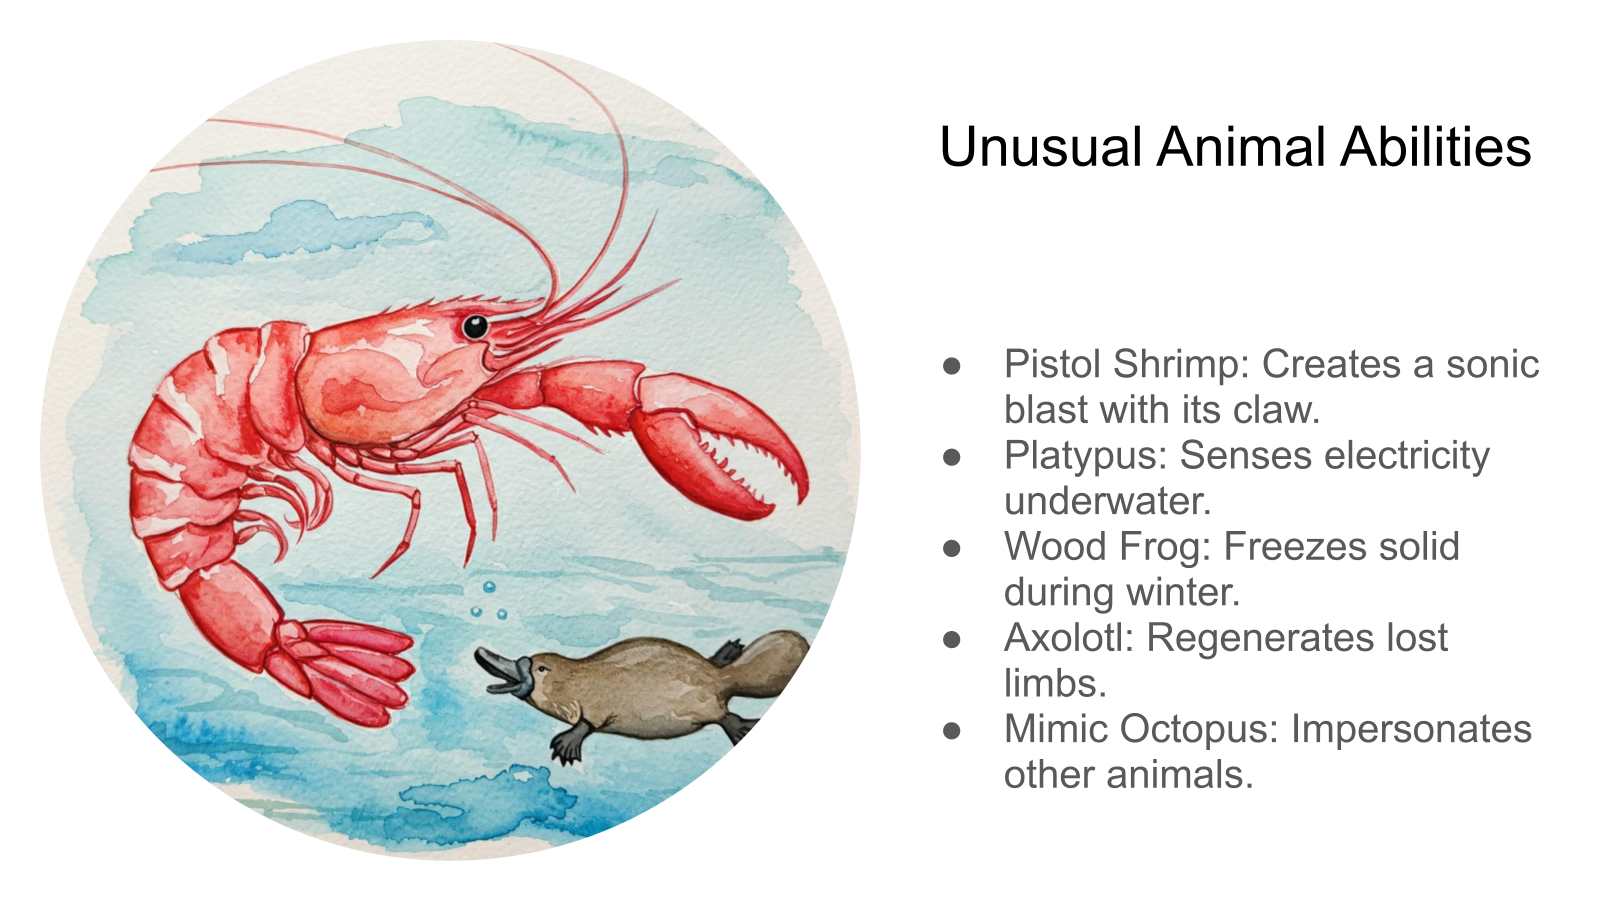 Unusual Animal Abilities
● Pistol Shrimp: Creates a sonic
blast with its claw.
● Platypus: Senses electricity
underwater.
● Wood Frog: Freezes solid
during winter.
● Axolotl: Regenerates lost
limbs.
● Mimic Octopus: Impersonates
other animals.